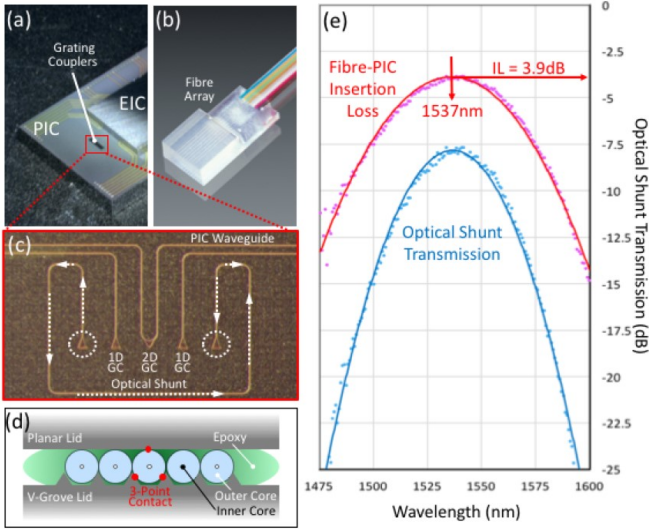 (a)
Grating
Couplers
EIC
PIC
(b)
Fibre
Array
(c)
PIC Waveguide
1D
GC
2D
GC
1D
GC
Optical Shunt
(d)
Planar Lid
Epoxy
V-Grove Lid
3-Point
Contact
Outer Core
Inner Core
(e)
Fibre-PIC
Insertion
Loss
IL = 3.9dB
1537nm
Optical Shunt
Transmission
0
-2.5
-5
-7.5
-10
-12.5
-15
-17.5
-20
-22.5
-25
Optical Shunt Transmission (dB)
1475
1500
1525
1550
1575
1600
Wavelength (nm)